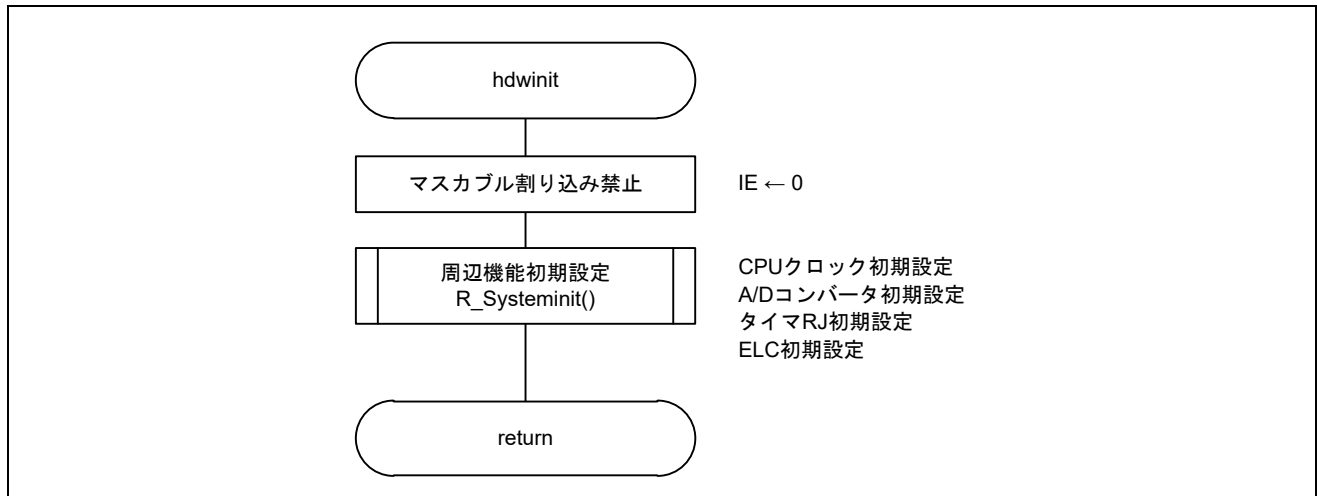 hdwinit
マスカブル割り込み禁止
IE ← 0
周辺機能初期設定
R_Systeminit()
CPUクロック初期設定
A/Dコンバータ初期設定
タイマRJ初期設定
ELC初期設定
return